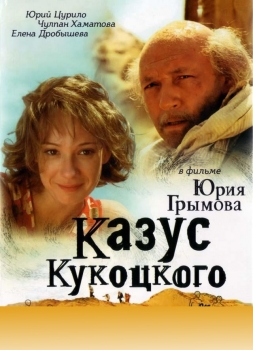 Юрий Цурило
Чулпан Хаматова
Елена Дробышева
в фильме
Юрия
Грымова
Казус
Кукоцкого